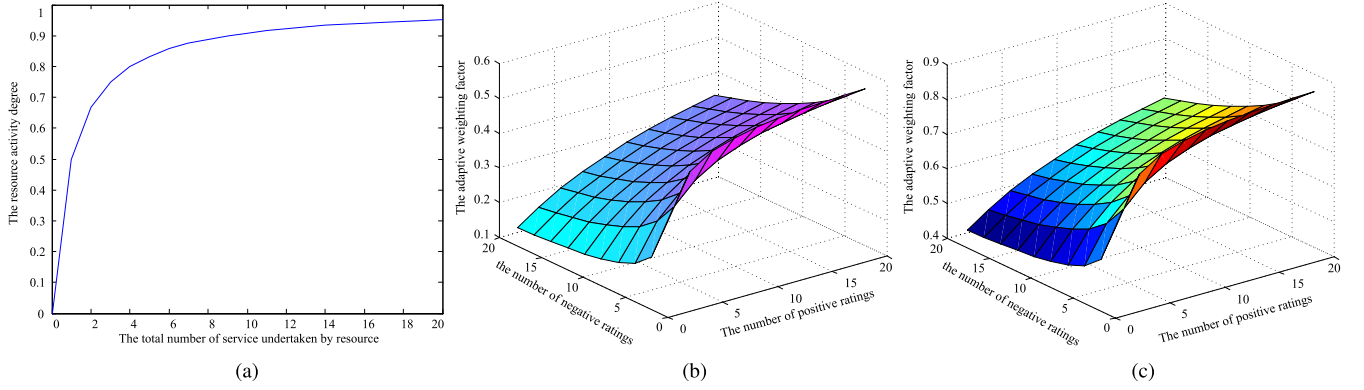 1
0.9
0.8
0.7
0.6
0.5
0.4
0.3
0.2
0.1
0
The resource activity degree
0 2 4 6 8 10 12 14 16 18 20
The total number of service undertaken by resource
(a)
0.6
0.5
0.4
0.3
0.2
0.1
The adaptive weighting factor
20 15 10 5 0
the number of negative ratings
0 5 10 15 20
The number of positive ratings
(b)
0.9
0.8
0.7
0.6
0.5
0.4
The adaptive weighting factor
20 15 10 5 0
the number of negative ratings
0 5 10 15 20
The number of positive ratings
(c)